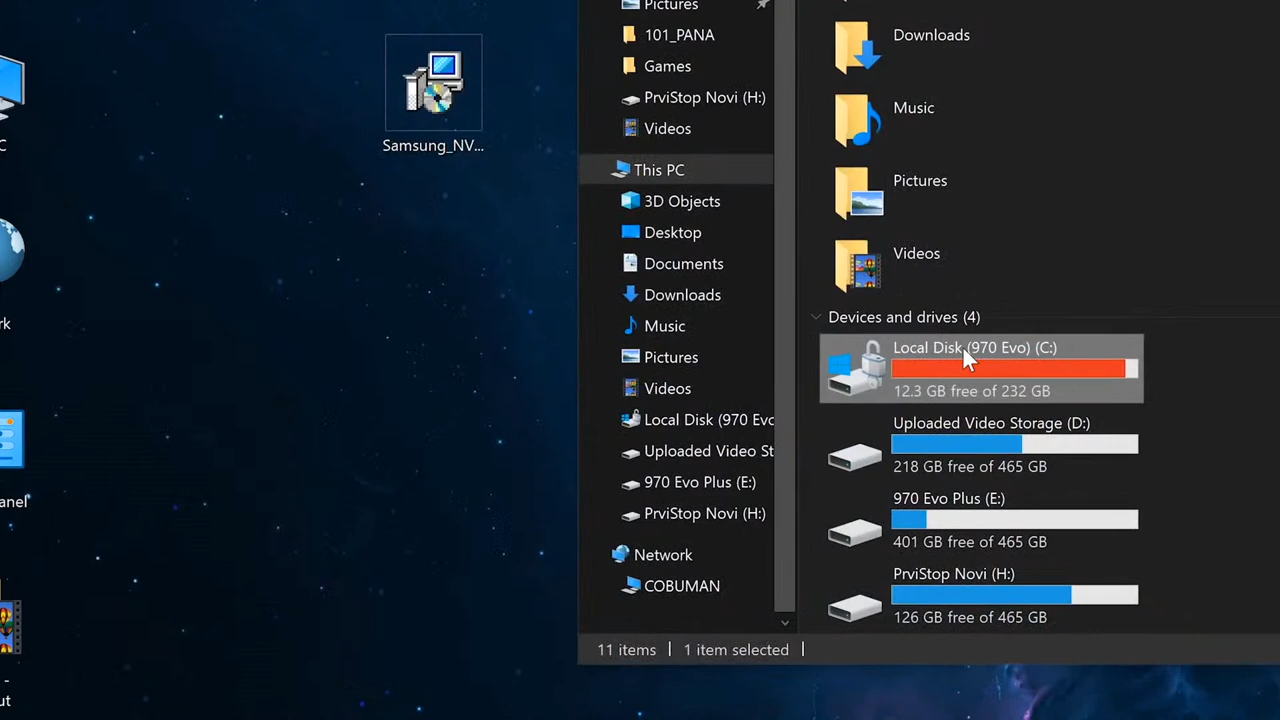 C
rk
anel
-
ut
Samsung_NV...
Pictures
101_PANA
Games
PrviStop Novi (H:)
Videos
This PC
3D Objects
Desktop
Documents
Downloads
Music
Pictures
Videos
Local Disk (970 Evo
Uploaded Video St
970 Evo Plus (E:)
PrviStop Novi (H:)
Network
COBUMAN
Downloads
Music
Pictures
Videos
Devices and drives (4)
Local Disk (970 Evo) (C:)
12.3 GB free of 232 GB
Uploaded Video Storage (D:)
218 GB free of 465 GB
970 Evo Plus (E:)
401 GB free of 465 GB
PrviStop Novi (H:)
126 GB free of 465 GB
11 items
1 item selected